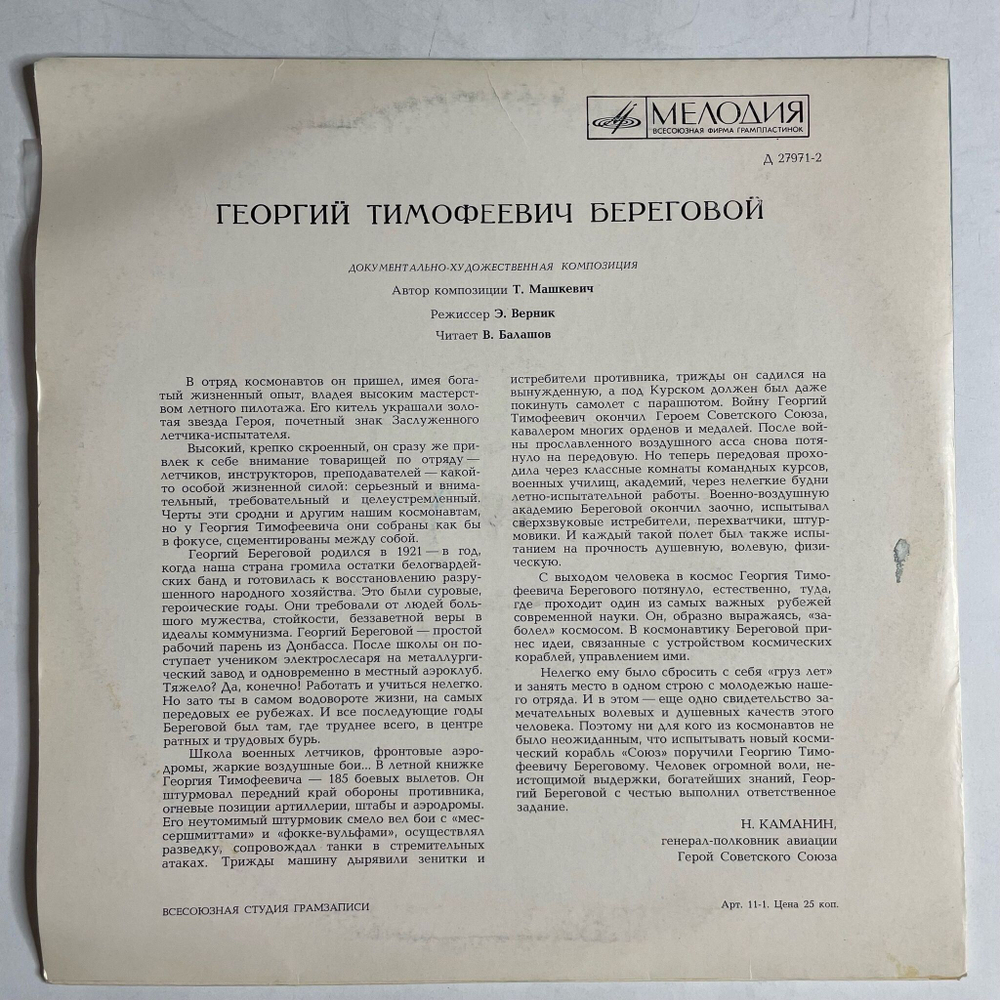 МЕЛОДИЯ
ВСЕСОЮЗНАЯ ФИРМА ГРАМПЛАСТИНОК
Д 27971-2
ГЕОРГИЙ ТИМОФЕЕВИЧ БЕРЕГОВОЙ
ДОКУМЕНТАЛЬНО-ХУДОЖЕСТВЕННАЯ КОМПОЗИЦИЯ
Автор композиции Т. Машкевич
Режиссер Э. Верник
Читает В. Балашов
В отряд космонавтов он пришел, имея бога-
тый жизненный опыт, владея высоким мастерст-
вом летного пилотажа. Его китель украшали золо-
тая звезда Героя, почетный знак Заслуженного
летчика-испытателя.
Высокий, крепко скроенный, он сразу же при-
влек к себе внимание товарищей по отряду —
летчиков, инструкторов, преподавателей — какой-
то особой жизненной силой: серьезный и внима-
тельный, требовательный и целеустремленный.
Черты эти сродни и другим нашим космонавтам,
но у Георгия Тимофеевича они собраны как бы
в фокусе, сцементированы между собой.
Георгий Береговой родился в 1921 — в год,
когда наша страна громила остатки белогвардей-
ских банд и готовилась к восстановлению разру-
шенного народного хозяйства. Это были суровые,
героические годы. Они требовали от людей боль-
шого мужества, стойкости, беззаветной веры в
идеалы коммунизма. Георгий Береговой — простой
рабочий парень из Донбасса. После школы он по-
ступает учеником электрослесаря на металлурги-
ческий завод и одновременно в местный аэроклуб.
Тяжело? Да, конечно! Работать и учиться нелегко.
Но зато ты в самом водовороте жизни, на самых
передовых ее рубежах. И все последующие годы
Береговой был там, где труднее всего, в центре
ратных и трудовых бурь.
Школа военных летчиков, фронтовые аэро-
дромы, жаркие воздушные бои... В летной книжке
Георгия Тимофеевича — 185 боевых вылетов. Он
штурмовал передний край обороны противника,
огневые позиции артиллерии, штабы и аэродромы.
Его неутомимый штурмовик смело вел бои с «мес-
сершмиттами» и «фокке-вульфами», осуществлял
разведку, сопровождал танки в стремительных
атаках. Трижды машину дырявили зенитки и
истребители противника, трижды он садился на
вынужденную, а под Курском должен был даже
покинуть самолет с парашютом. Войну Георгий
Тимофеевич окончил Героем Советского Союза,
кавалером многих орденов и медалей. После вой-
ны прославленного воздушного асса снова потя-
нуло на передовую. Но теперь передовая прохо-
дила через классные комнаты командных курсов,
военных училищ, академий, через нелегкие будни
летно-испытательной работы. Военно-воздушную
академию Береговой окончил заочно, испытывал
сверхзвуковые истребители, перехватчики, штур-
мовики. И каждый такой полет был также испы-
танием на прочность душевную, волевую, физи-
ческую.
С выходом человека в космос Георгия Тимо-
феевича Берегового потянуло, естественно, туда,
где проходит один из самых важных рубежей
современной науки. Он, образно выражаясь, «за-
болел» космосом. В космонавтику Береговой при-
нес идеи, связанные с устройством космических
кораблей, управлением ими.
Нелегко ему было сбросить с себя «груз лет»
и занять место в одном строю с молодежью наше-
го отряда. И в этом — еще одно свидетельство за-
мечательных волевых и душевных качеств этого
человека. Поэтому ни для кого из космонавтов не
было неожиданным, что испытывать новый косми-
ческий корабль «Союз» поручили Георгию Тимо-
феевичу Береговому. Человек огромной воли, не-
истощимой выдержки, богатейших знаний, Геор-
гий Береговой с честью выполнил ответственное
задание.
Н. КАМАНИН,
генерал-полковник авиации
Герой Советского Союза
ВСЕСОЮЗНАЯ СТУДИЯ ГРАМЗАПИСИ
Арт. 11-1. Цена 25 коп.